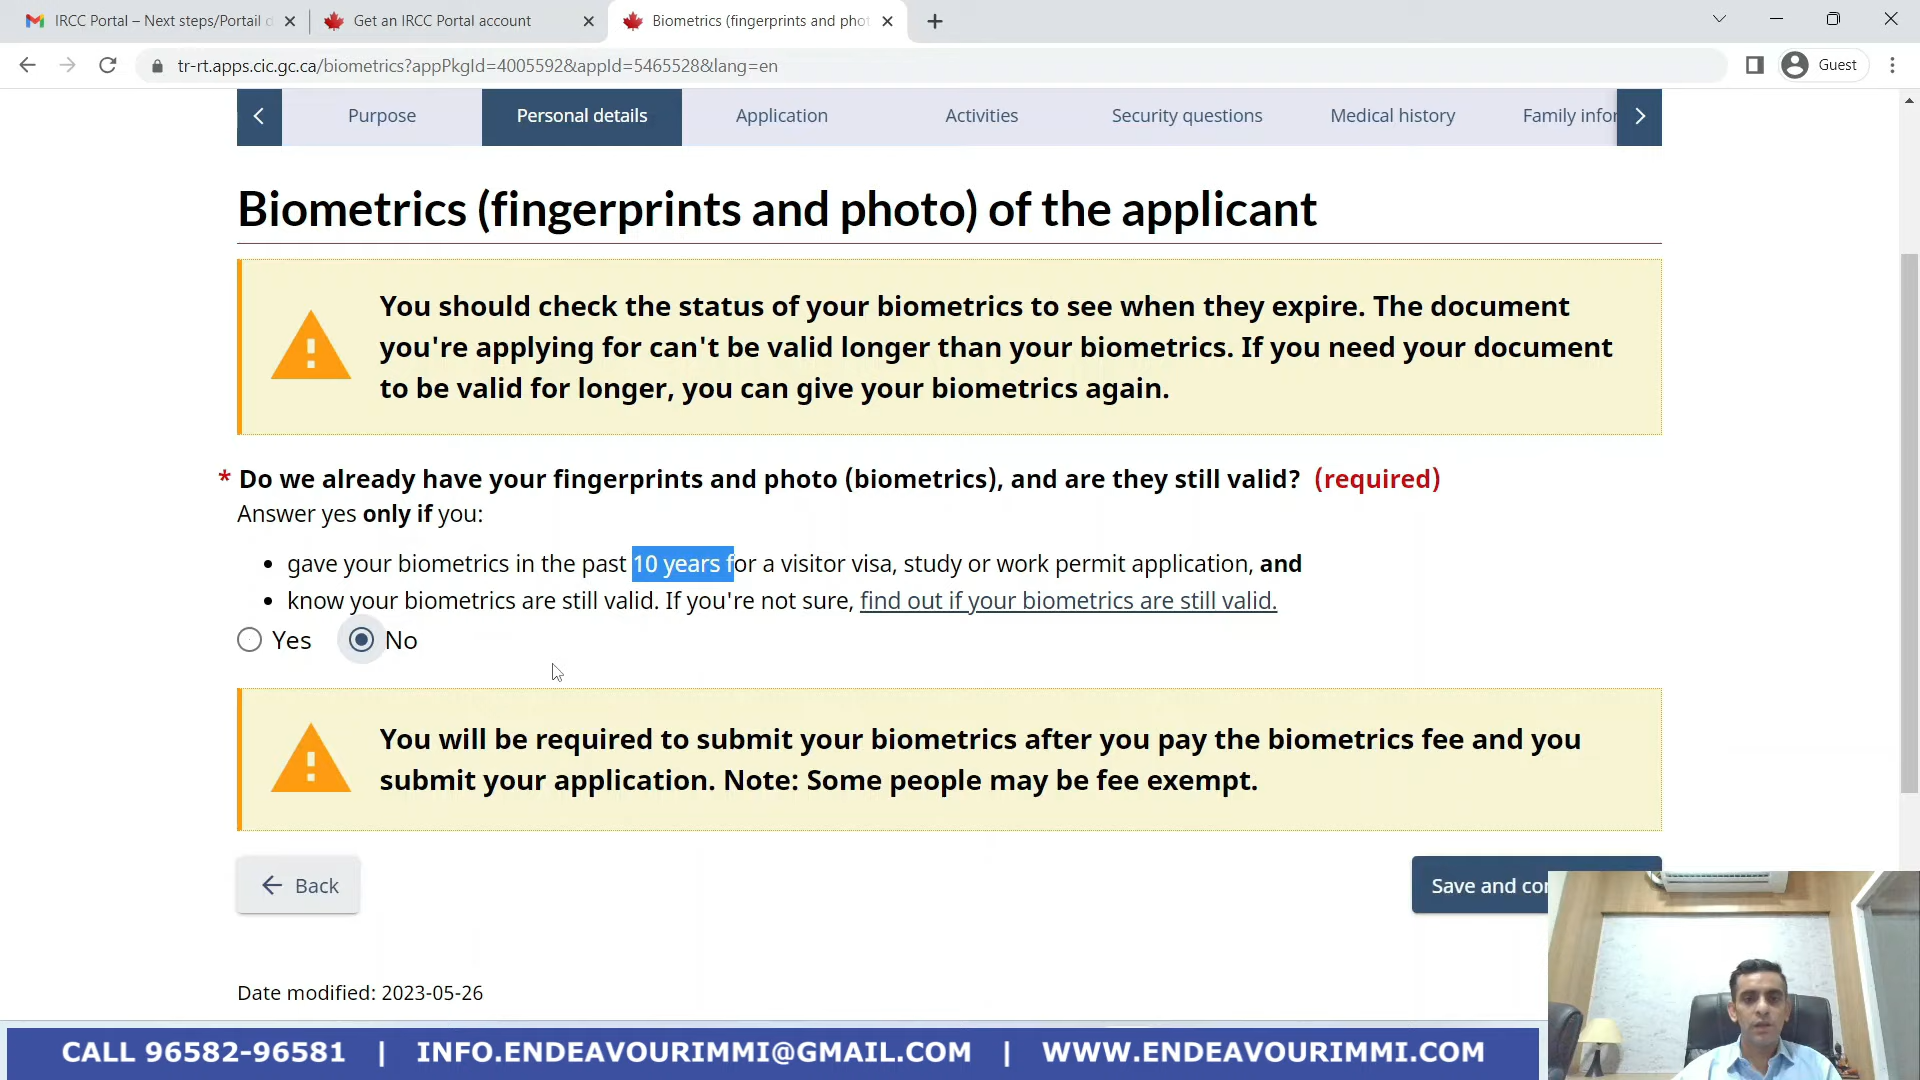 IRCC Portal – Next steps/Portail d
Get an IRCC Portal account
Biometrics (fingerprints and phot
tr-rt.apps.cic.gc.ca/biometrics?appPkgId=4005592&appId=5465528&lang=en
Guest
Purpose
Personal details
Application
Activities
Security questions
Medical history
Family infor
Biometrics (fingerprints and photo) of the applicant
You should check the status of your biometrics to see when they expire. The document
you're applying for can't be valid longer than your biometrics. If you need your document
to be valid for longer, you can give your biometrics again.
* Do we already have your fingerprints and photo (biometrics), and are they still valid? (required)
Answer yes only if you:
• gave your biometrics in the past 10 years for a visitor visa, study or work permit application, and
• know your biometrics are still valid. If you're not sure, find out if your biometrics are still valid.
Yes No
You will be required to submit your biometrics after you pay the biometrics fee and you
submit your application. Note: Some people may be fee exempt.
Back
Save and con
Date modified: 2023-05-26
CALL 96582-96581 | INFO.ENDEAVOURIMMI@GMAIL.COM | WWW.ENDEAVOURIMMI.COM